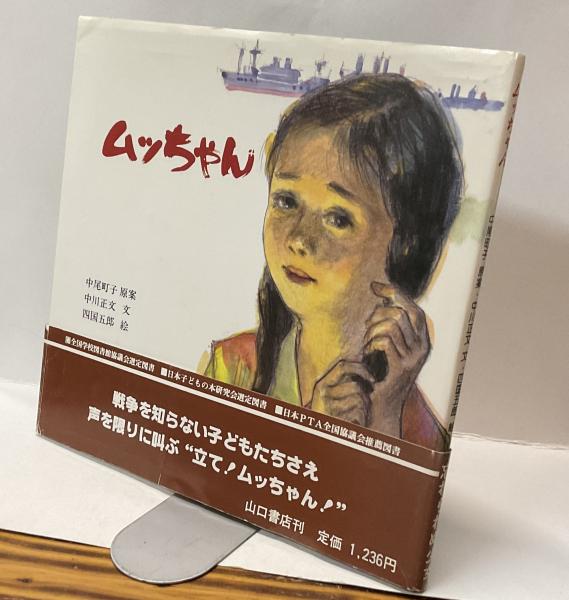 ムッちゃん
中尾町子 原案
中川正文 文
四国五郎 絵
■全国学校図書館協議会選定図書 ■日本子どもの本研究会選定図書 ■日本PTA全国協議会推薦図書
戦争を知らない子どもたちさえ
声を限りに叫ぶ “立て!ムッちゃん!”
山口書店刊 定価 1,236円
ムッちゃん